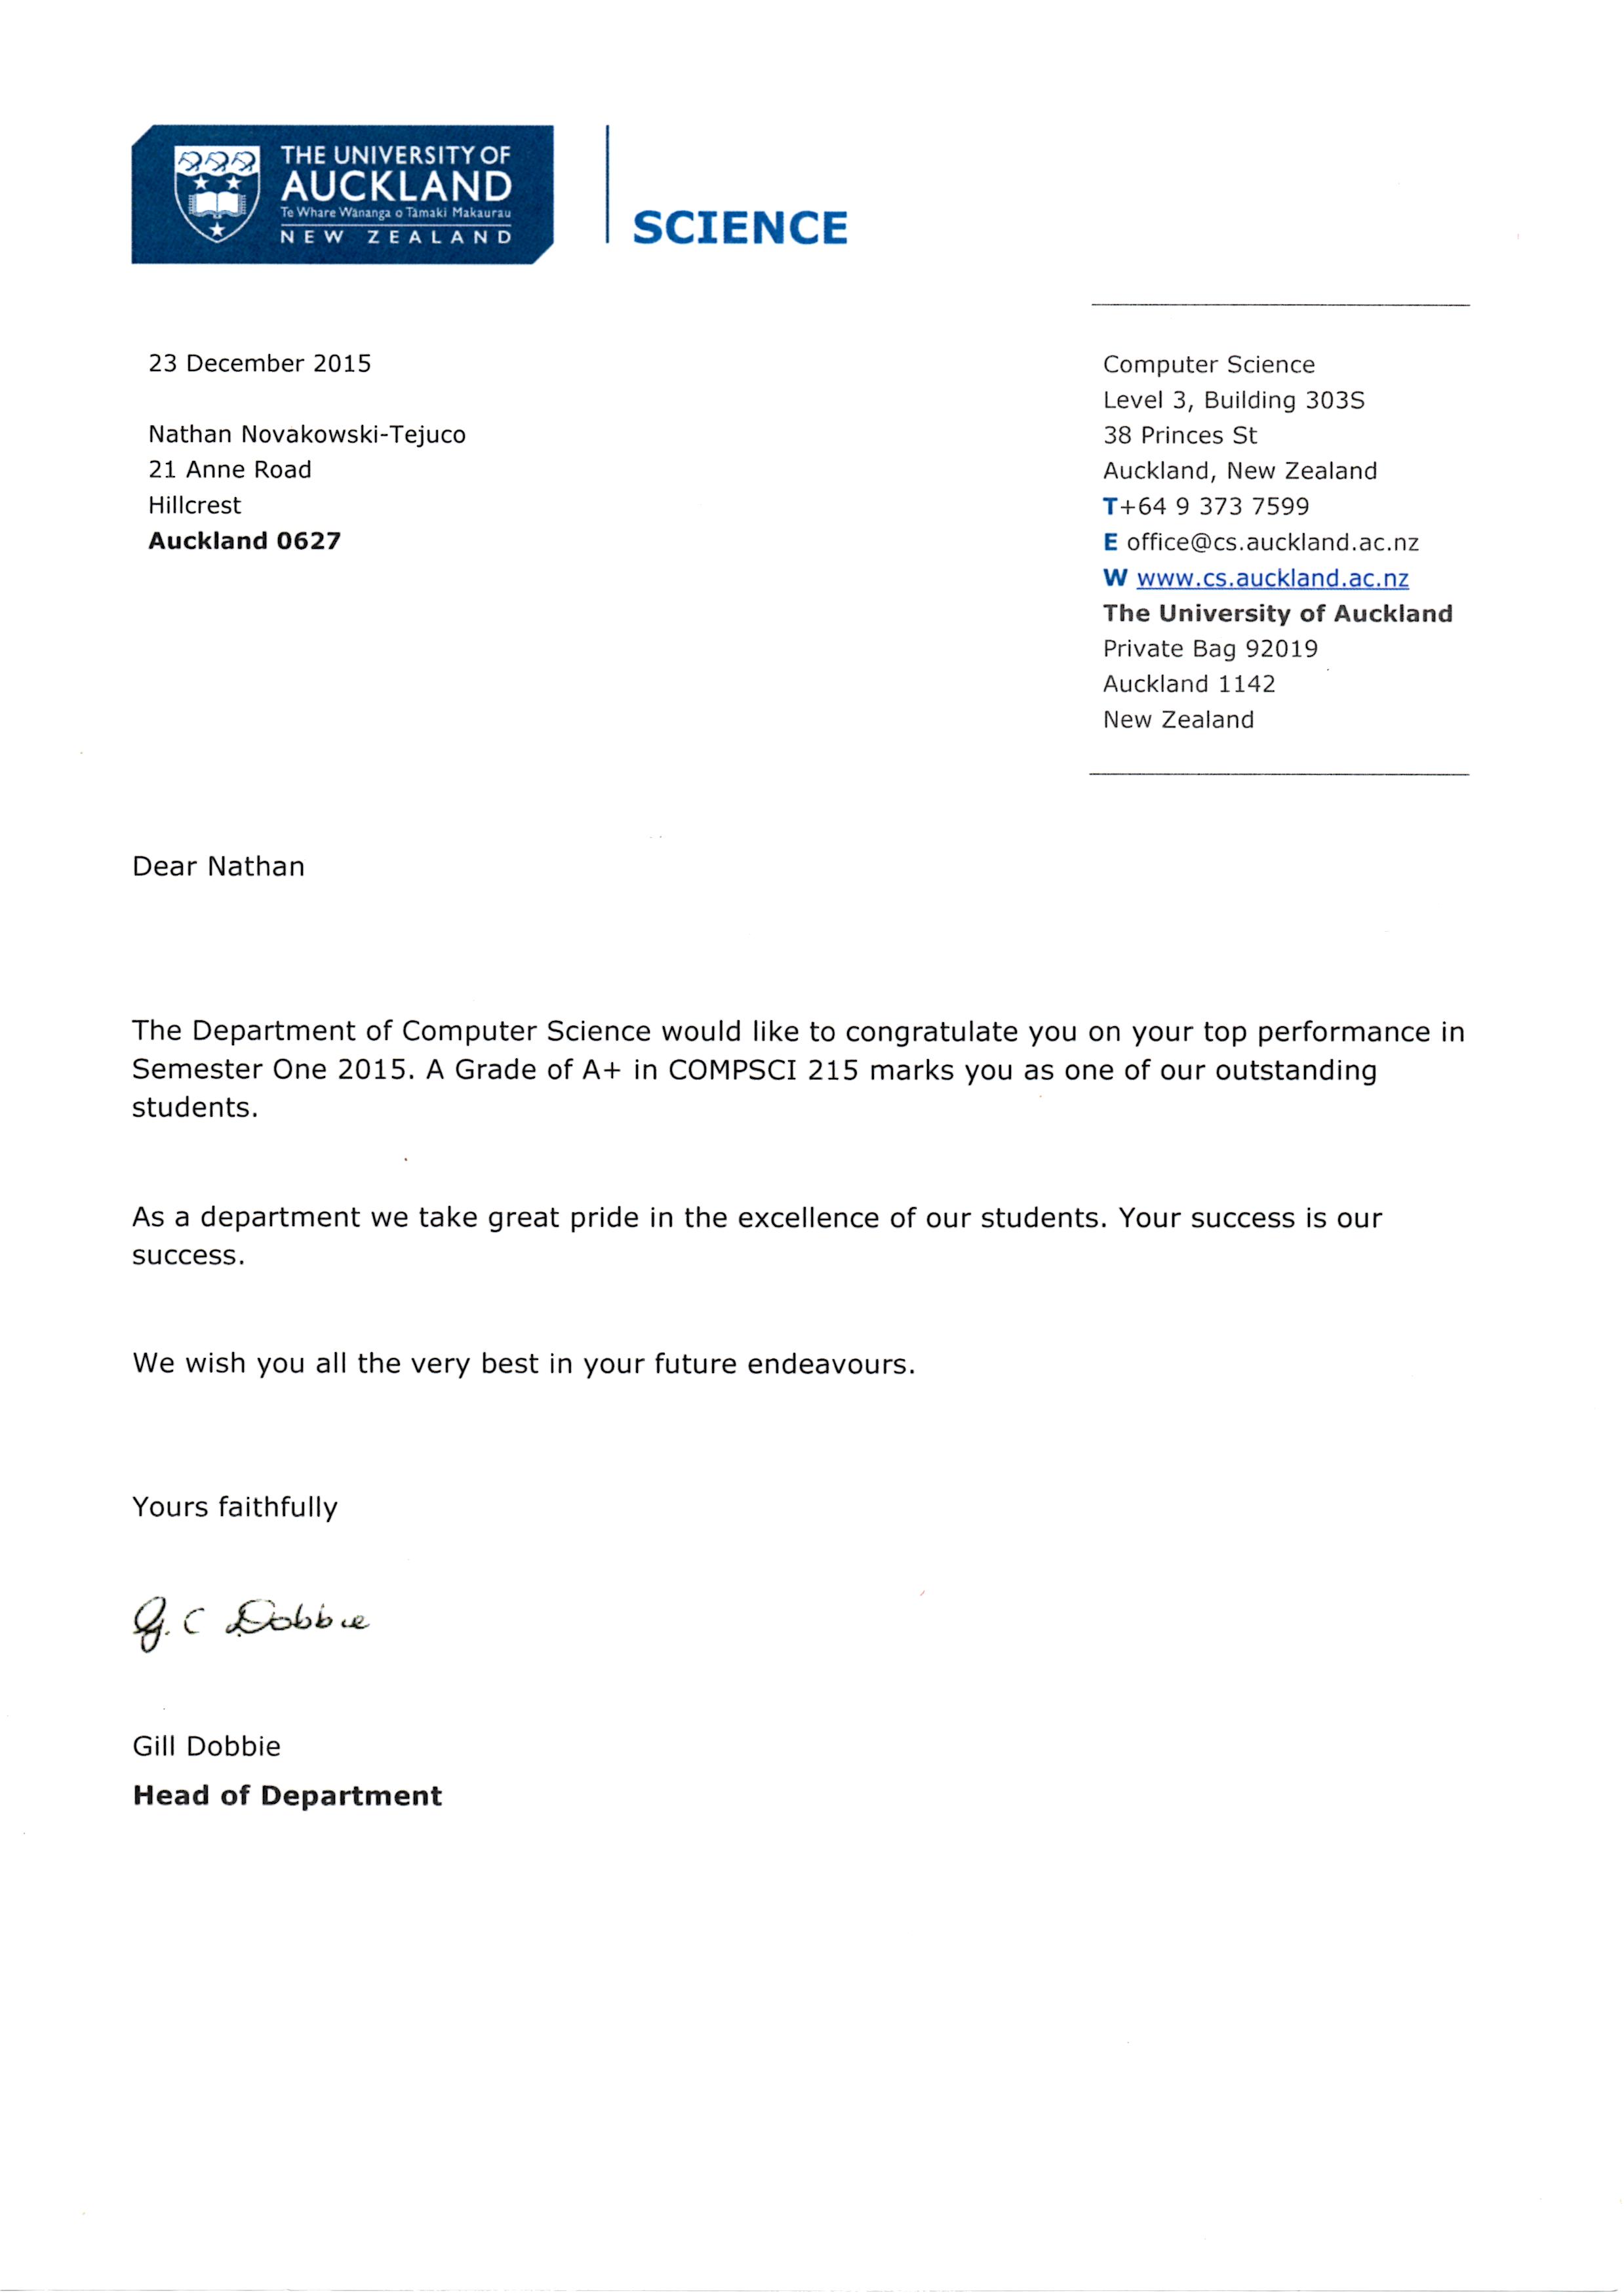 THE UNIVERSITY OF
AUCKLAND
Te Whare Wānanga o Tāmaki Makaurau
NEW ZEALAND
SCIENCE
23 December 2015
Nathan Novakowski-Tejuco
21 Anne Road
Hillcrest
Auckland 0627
Computer Science
Level 3, Building 303S
38 Princes St
Auckland, New Zealand
T+64 9 373 7599
E office@cs.auckland.ac.nz
W www.cs.auckland.ac.nz
The University of Auckland
Private Bag 92019
Auckland 1142
New Zealand
Dear Nathan
The Department of Computer Science would like to congratulate you on your top performance in
Semester One 2015. A Grade of A+ in COMPSCI 215 marks you as one of our outstanding
students.
As a department we take great pride in the excellence of our students. Your success is our
success.
We wish you all the very best in your future endeavours.
Yours faithfully
G. C Dobbie
Gill Dobbie
Head of Department